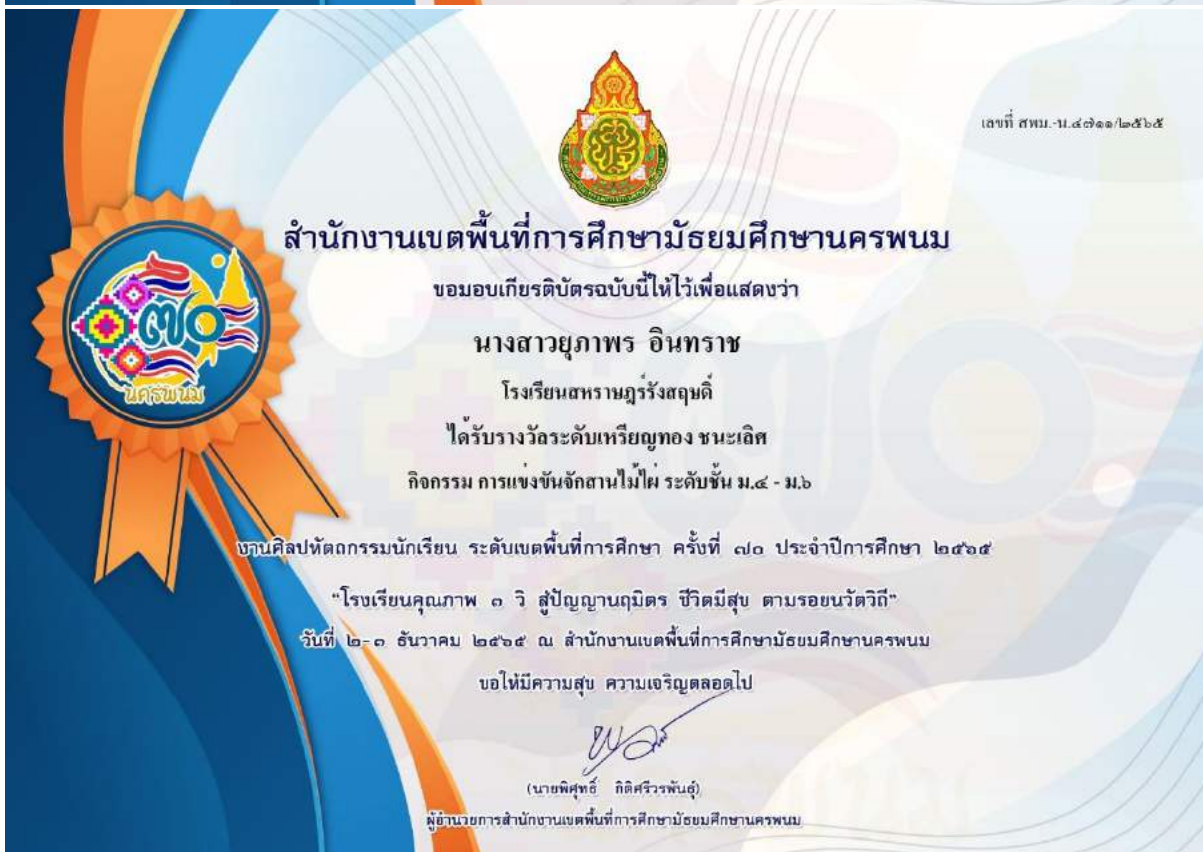 เลขที่ สพม.-น.๔๗๑๑/๒๕๖๕
สำนักงานเขตพื้นที่การศึกษามัธยมศึกษานครพนม
ขอมอบเกียรติบัตรฉบับนี้ให้ไว้เพื่อแสดงว่า
นางสาวยุภาพร อินทราช
โรงเรียนสหราษฎร์รังสฤษดิ์
ได้รับรางวัลระดับเหรียญทอง ชนะเลิศ
กิจกรรม การแข่งขันจักสานไม้ไผ่ ระดับชั้น ม.๔ - ม.๖
๗๐
นครพนม
งานศิลปหัตถกรรมนักเรียน ระดับเขตพื้นที่การศึกษา ครั้งที่ ๗๐ ประจำปีการศึกษา ๒๕๖๕
"โรงเรียนคุณภาพ ๓ วิ สู่ปัญญานฤมิตร ชีวิตมีสุข ตามรอยนวัตวิถี"
วันที่ ๒-๓ ธันวาคม ๒๕๖๕ ณ สำนักงานเขตพื้นที่การศึกษามัธยมศึกษานครพนม
ขอให้มีความสุข ความเจริญตลอดไป
(นายพิศุทธิ์ กิติศรีวรพันธุ์)
ผู้อำนวยการสำนักงานเขตพื้นที่การศึกษามัธยมศึกษานครพนม